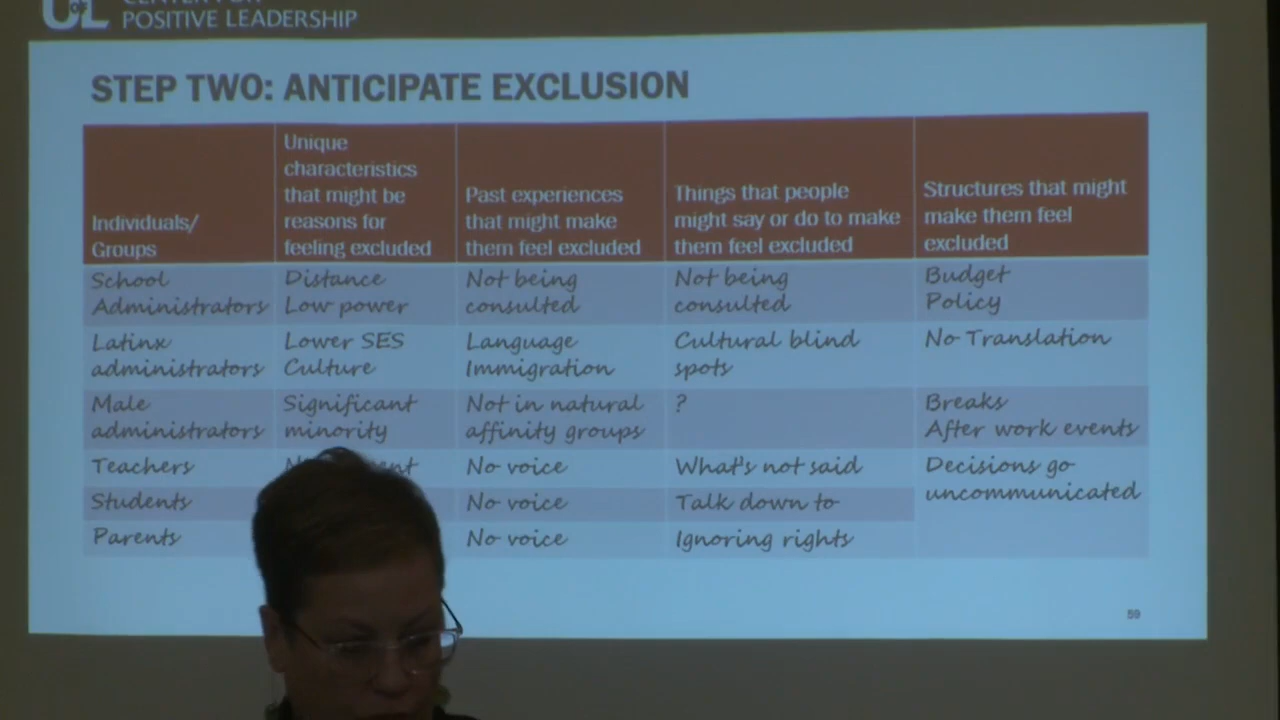 UofL
POSITIVE LEADERSHIP
STEP TWO: ANTICIPATE EXCLUSION
Individuals/
Groups
Unique
characteristics
that might be
reasons for
feeling excluded
Past experiences
that might make
them feel excluded
Things that people
might say or do to make
them feel excluded
Structures that might
make them feel
excluded
School
Administrators
Distance
Low power
Not being
consulted
Not being
consulted
Budget
Policy
Latinx
administrators
Lower SES
Culture
Language
Immigration
Cultural blind
spots
No Translation
Male
administrators
Significant
minority
Not in natural
affinity groups
?
Breaks
After work events
Teachers
No voice
What's not said
Decisions go
uncommunicated
Students
No voice
Talk down to
Parents
No voice
Ignoring rights
59